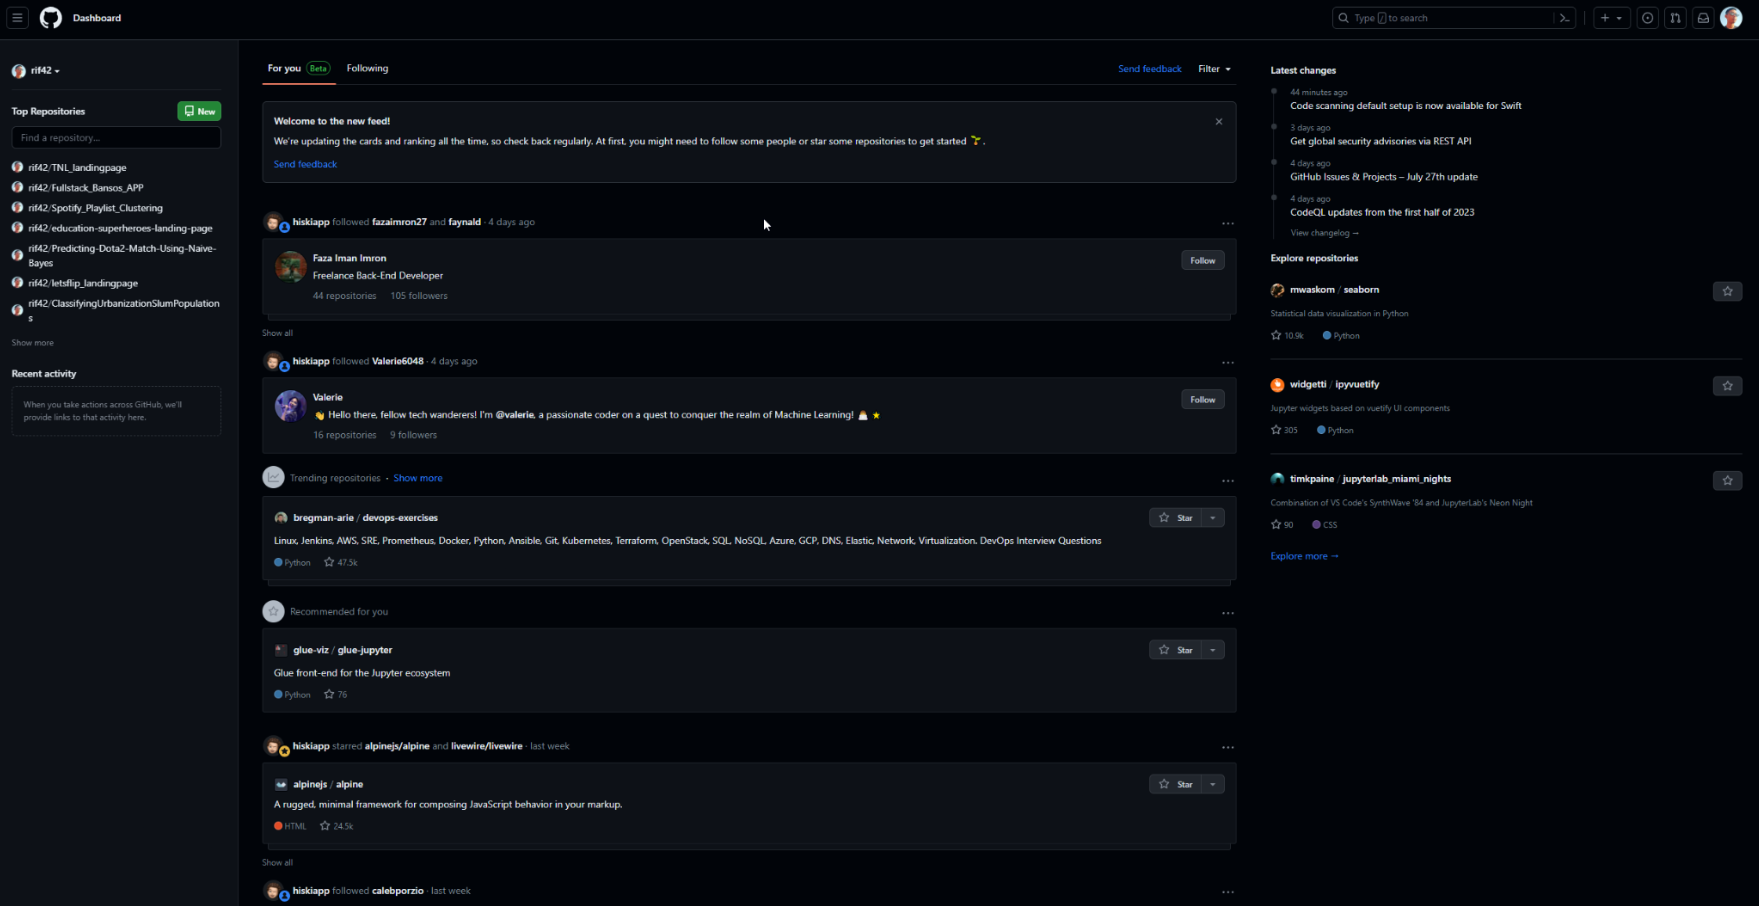 Dashboard
Type / to search
rif42
Top Repositories
New
Find a repository...
rif42/TNL_landingpage
rif42/Fullstack_Bansos_APP
rif42/Spotify_Playlist_Clustering
rif42/education-superheroes-landing-page
rif42/Predicting-Dota2-Match-Using-Naive-
Bayes
rif42/letsflip_landingpage
rif42/ClassifyingUrbanizationSlumPopulation
s
Show more
Recent activity
When you take actions across GitHub, we'll
provide links to that activity here.
For you Beta Following
Send feedback Filter
Welcome to the new feed!
We're updating the cards and ranking all the time, so check back regularly. At first, you might need to follow some people or star some repositories to get started 🌱.
Send feedback
hiskiapp followed fazaimron27 and faynald · 4 days ago
Faza Iman Imron
Follow
Freelance Back-End Developer
44 repositories 105 followers
Show all
hiskiapp followed Valerie6048 · 4 days ago
Valerie
Follow
👋 Hello there, fellow tech wanderers! I'm @valerie, a passionate coder on a quest to conquer the realm of Machine Learning!
16 repositories 9 followers
Trending repositories · Show more
bregman-arie / devops-exercises
Star
Linux, Jenkins, AWS, SRE, Prometheus, Docker, Python, Ansible, Git, Kubernetes, Terraform, OpenStack, SQL, NoSQL, Azure, GCP, DNS, Elastic, Network, Virtualization. DevOps Interview Questions
Python 47.5k
Recommended for you
glue-viz / glue-jupyter
Star
Glue front-end for the Jupyter ecosystem
Python 76
hiskiapp starred alpinejs/alpine and livewire/livewire · last week
alpinejs / alpine
Star
A rugged, minimal framework for composing JavaScript behavior in your markup.
HTML 24.5k
Show all
hiskiapp followed calebporzio · last week
Latest changes
44 minutes ago
Code scanning default setup is now available for Swift
3 days ago
Get global security advisories via REST API
4 days ago
GitHub Issues & Projects – July 27th update
4 days ago
CodeQL updates from the first half of 2023
View changelog →
Explore repositories
mwaskom / seaborn
Statistical data visualization in Python
10.9k Python
widgetti / ipyvuetify
Jupyter widgets based on vuetify UI components
305 Python
timkpaine / jupyterlab_miami_nights
Combination of VS Code's SynthWave '84 and JupyterLab's Neon Night
90 CSS
Explore more →